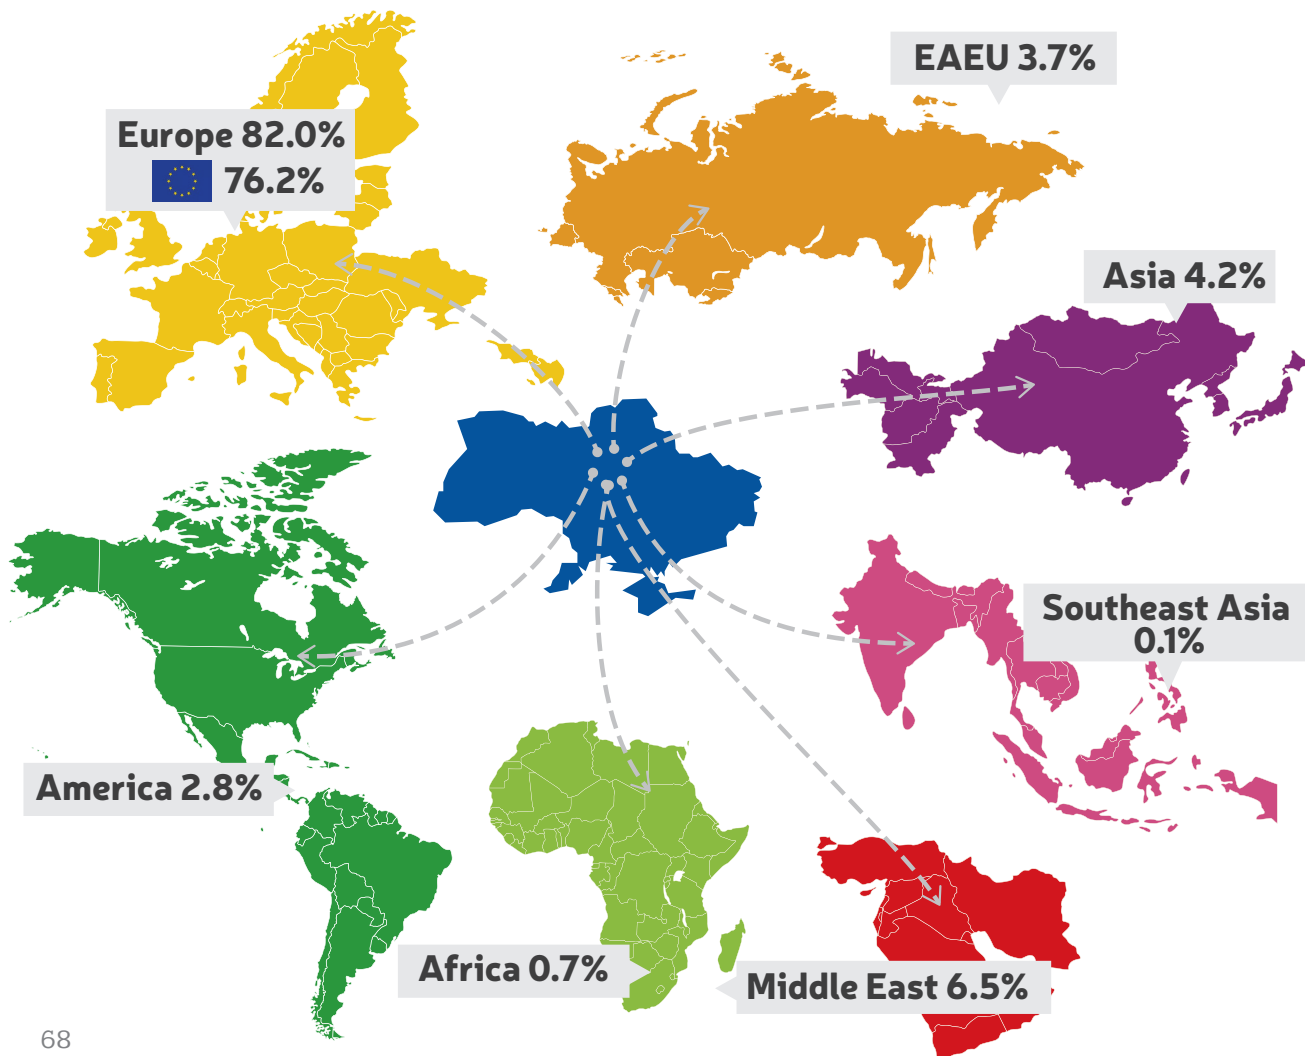 EAEU 3.7%
Europe 82.0%
76.2%
Asia 4.2%
Southeast Asia
0.1%
America 2.8%
Africa 0.7%
Middle East 6.5%
68